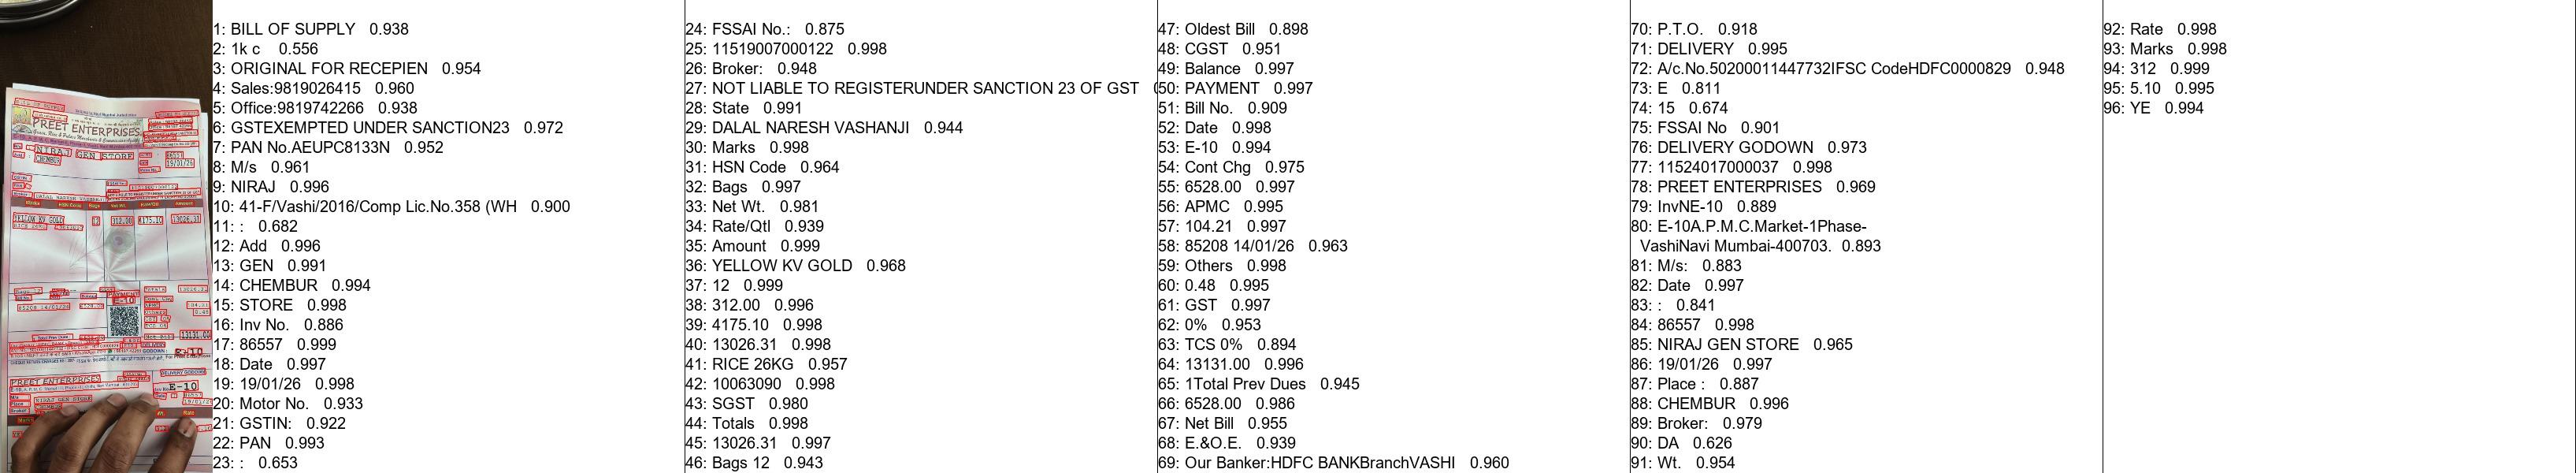 1: BILL OF SUPPLY 0.938
2: 1k c 0.556
3: ORIGINAL FOR RECEPIEN 0.954
4: Sales:9819026415 0.960
5: Office:9819742266 0.938
6: GSTEXEMPTED UNDER SANCTION23 0.972
7: PAN No.AEUPC8133N 0.952
8: M/s 0.961
9: NIRAJ 0.996
10: 41-F/Vashi/2016/Comp Lic.No.358 (WH 0.900
11: : 0.682
12: Add 0.996
13: GEN 0.991
14: CHEMBUR 0.994
15: STORE 0.998
16: Inv No. 0.886
17: 86557 0.999
18: Date 0.997
19: 19/01/26 0.998
20: Motor No. 0.933
21: GSTIN: 0.922
22: PAN 0.993
23: : 0.653
24: FSSAI No.: 0.875
25: 11519007000122 0.998
26: Broker: 0.948
27: NOT LIABLE TO REGISTERUNDER SANCTION 23 OF GST
28: State 0.991
29: DALAL NARESH VASHANJI 0.944
30: Marks 0.998
31: HSN Code 0.964
32: Bags 0.997
33: Net Wt. 0.981
34: Rate/Qtl 0.939
35: Amount 0.999
36: YELLOW KV GOLD 0.968
37: 12 0.999
38: 312.00 0.996
39: 4175.10 0.998
40: 13026.31 0.998
41: RICE 26KG 0.957
42: 10063090 0.998
43: SGST 0.980
44: Totals 0.998
45: 13026.31 0.997
46: Bags 12 0.943
47: Oldest Bill 0.898
48: CGST 0.951
49: Balance 0.997
50: PAYMENT 0.997
51: Bill No. 0.909
52: Date 0.998
53: E-10 0.994
54: Cont Chg 0.975
55: 6528.00 0.997
56: APMC 0.995
57: 104.21 0.997
58: 85208 14/01/26 0.963
59: Others 0.998
60: 0.48 0.995
61: GST 0.997
62: 0% 0.953
63: TCS 0% 0.894
64: 13131.00 0.996
65: 1Total Prev Dues 0.945
66: 6528.00 0.986
67: Net Bill 0.955
68: E.&O.E. 0.939
69: Our Banker:HDFC BANKBranchVASHI 0.960
70: P.T.O. 0.918
71: DELIVERY 0.995
72: A/c.No.50200011447732IFSC CodeHDFC0000829 0.948
73: E 0.811
74: 15 0.674
75: FSSAI No 0.901
76: DELIVERY GODOWN 0.973
77: 11524017000037 0.998
78: PREET ENTERPRISES 0.969
79: InvNE-10 0.889
80: E-10A.P.M.C.Market-1Phase-
VashiNavi Mumbai-400703. 0.893
81: M/s: 0.883
82: Date 0.997
83: : 0.841
84: 86557 0.998
85: NIRAJ GEN STORE 0.965
86: 19/01/26 0.997
87: Place : 0.887
88: CHEMBUR 0.996
89: Broker: 0.979
90: DA 0.626
91: Wt. 0.954
92: Rate 0.998
93: Marks 0.998
94: 312 0.999
95: 5.10 0.995
96: YE 0.994